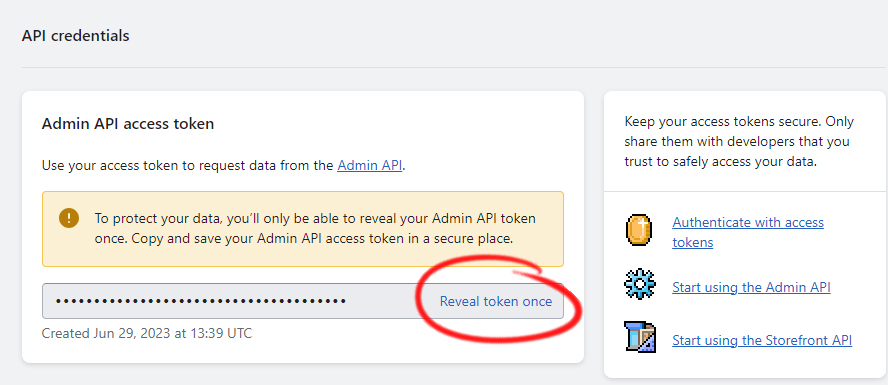 API credentials
Admin API access token
Use your access token to request data from the Admin API.
To protect your data, you'll only be able to reveal your Admin API token
once. Copy and save your Admin API access token in a secure place.
•••••••••••••••••••••••••••••••••••••• Reveal token once
Created Jun 29, 2023 at 13:39 UTC
Keep your access tokens secure. Only
share them with developers that you
trust to safely access your data.
Authenticate with access
tokens
Start using the Admin API
Start using the Storefront API